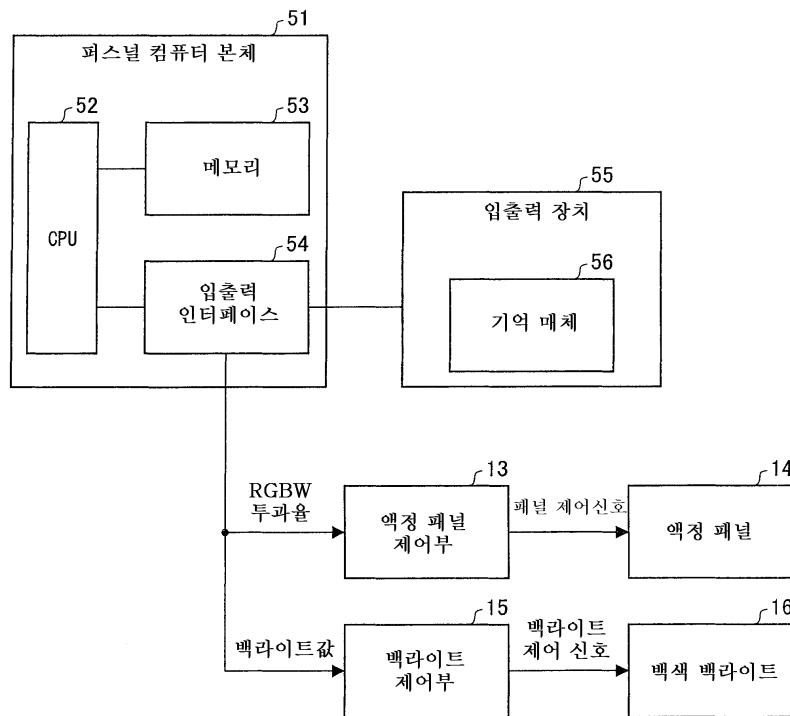 51
퍼스널 컴퓨터 본체
52
53
CPU
메모리
54
입출력
인터페이스
55
입출력 장치
56
기억 매체
RGBW
투과율
13
액정 패널
제어부
패널 제어신호
14
액정 패널
백라이트값
15
백라이트
제어부
백라이트
제어 신호
16
백색 백라이트